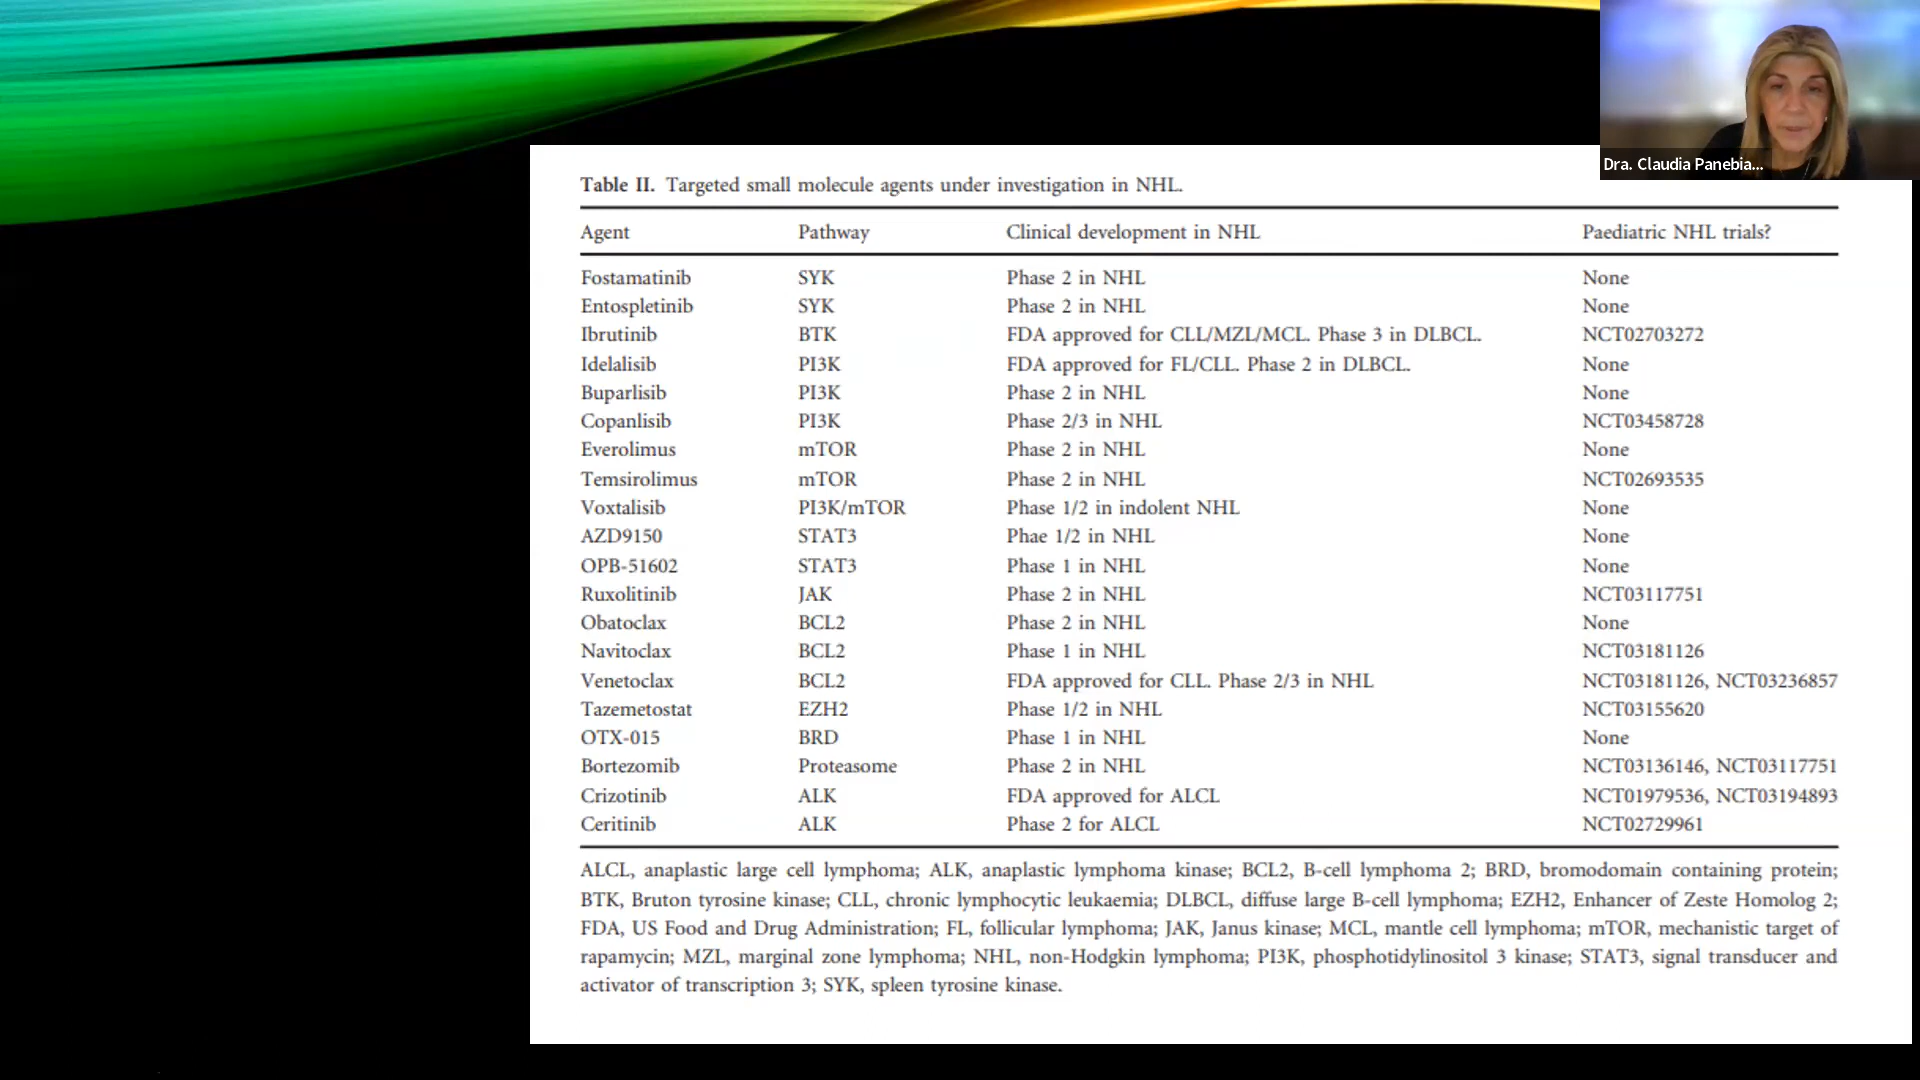 Dra. Claudia Panebia...
Table II. Targeted small molecule agents under investigation in NHL.
Agent Pathway Clinical development in NHL Paediatric NHL trials?
Fostamatinib SYK Phase 2 in NHL None
Entospletinib SYK Phase 2 in NHL None
Ibrutinib BTK FDA approved for CLL/MZL/MCL. Phase 3 in DLBCL. NCT02703272
Idelalisib PI3K FDA approved for FL/CLL. Phase 2 in DLBCL. None
Buparlisib PI3K Phase 2 in NHL None
Copanlisib PI3K Phase 2/3 in NHL NCT03458728
Everolimus mTOR Phase 2 in NHL None
Temsirolimus mTOR Phase 2 in NHL NCT02693535
Voxtalisib PI3K/mTOR Phase 1/2 in indolent NHL None
AZD9150 STAT3 Phae 1/2 in NHL None
OPB-51602 STAT3 Phase 1 in NHL None
Ruxolitinib JAK Phase 2 in NHL NCT03117751
Obatoclax BCL2 Phase 2 in NHL None
Navitoclax BCL2 Phase 1 in NHL NCT03181126
Venetoclax BCL2 FDA approved for CLL. Phase 2/3 in NHL NCT03181126, NCT03236857
Tazemetostat EZH2 Phase 1/2 in NHL NCT03155620
OTX-015 BRD Phase 1 in NHL None
Bortezomib Proteasome Phase 2 in NHL NCT03136146, NCT03117751
Crizotinib ALK FDA approved for ALCL NCT01979536, NCT03194893
Ceritinib ALK Phase 2 for ALCL NCT02729961
ALCL, anaplastic large cell lymphoma; ALK, anaplastic lymphoma kinase; BCL2, B-cell lymphoma 2; BRD, bromodomain containing protein;
BTK, Bruton tyrosine kinase; CLL, chronic lymphocytic leukaemia; DLBCL, diffuse large B-cell lymphoma; EZH2, Enhancer of Zeste Homolog 2;
FDA, US Food and Drug Administration; FL, follicular lymphoma; JAK, Janus kinase; MCL, mantle cell lymphoma; mTOR, mechanistic target of
rapamycin; MZL, marginal zone lymphoma; NHL, non-Hodgkin lymphoma; PI3K, phosphotidylinositol 3 kinase; STAT3, signal transducer and
activator of transcription 3; SYK, spleen tyrosine kinase.